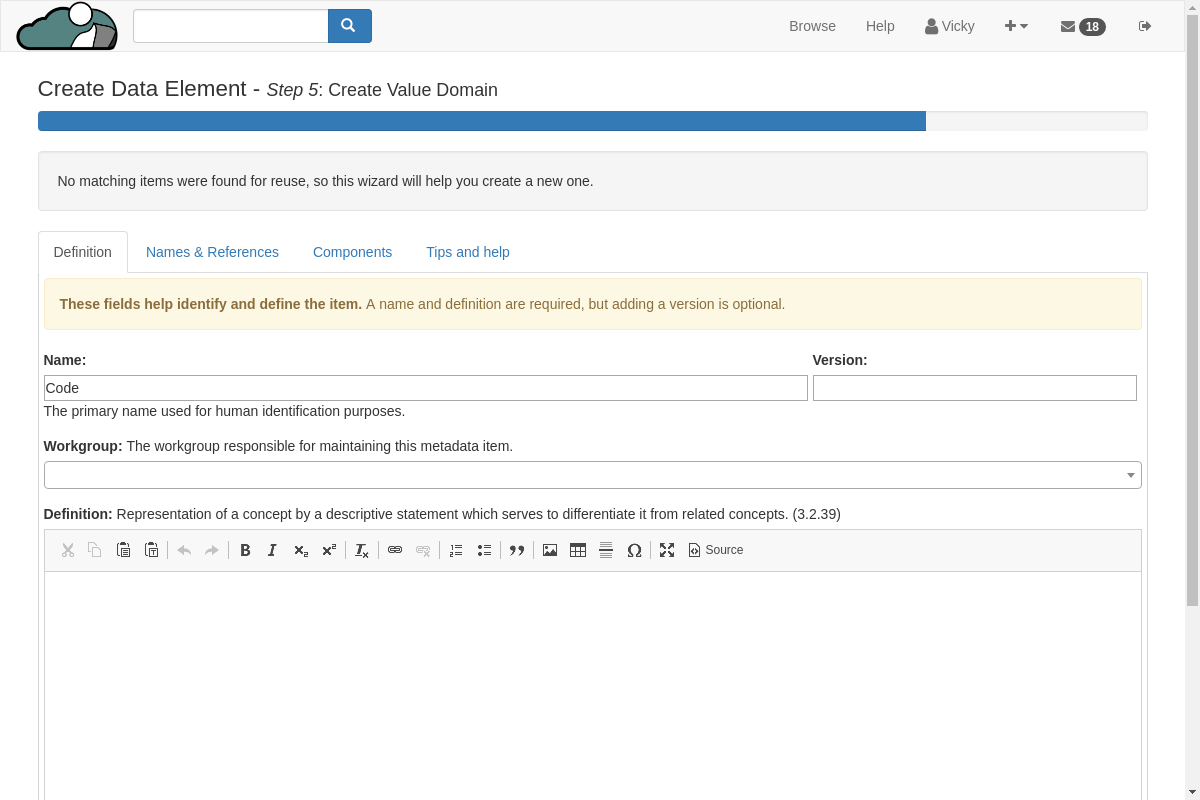 Browse Help Vicky 18
Create Data Element - Step 5: Create Value Domain
No matching items were found for reuse, so this wizard will help you create a new one.
Definition Names & References Components Tips and help
These fields help identify and define the item. A name and definition are required, but adding a version is optional.
Name: Version:
Code
The primary name used for human identification purposes.
Workgroup: The workgroup responsible for maintaining this metadata item.
Definition: Representation of a concept by a descriptive statement which serves to differentiate it from related concepts. (3.2.39)
Source